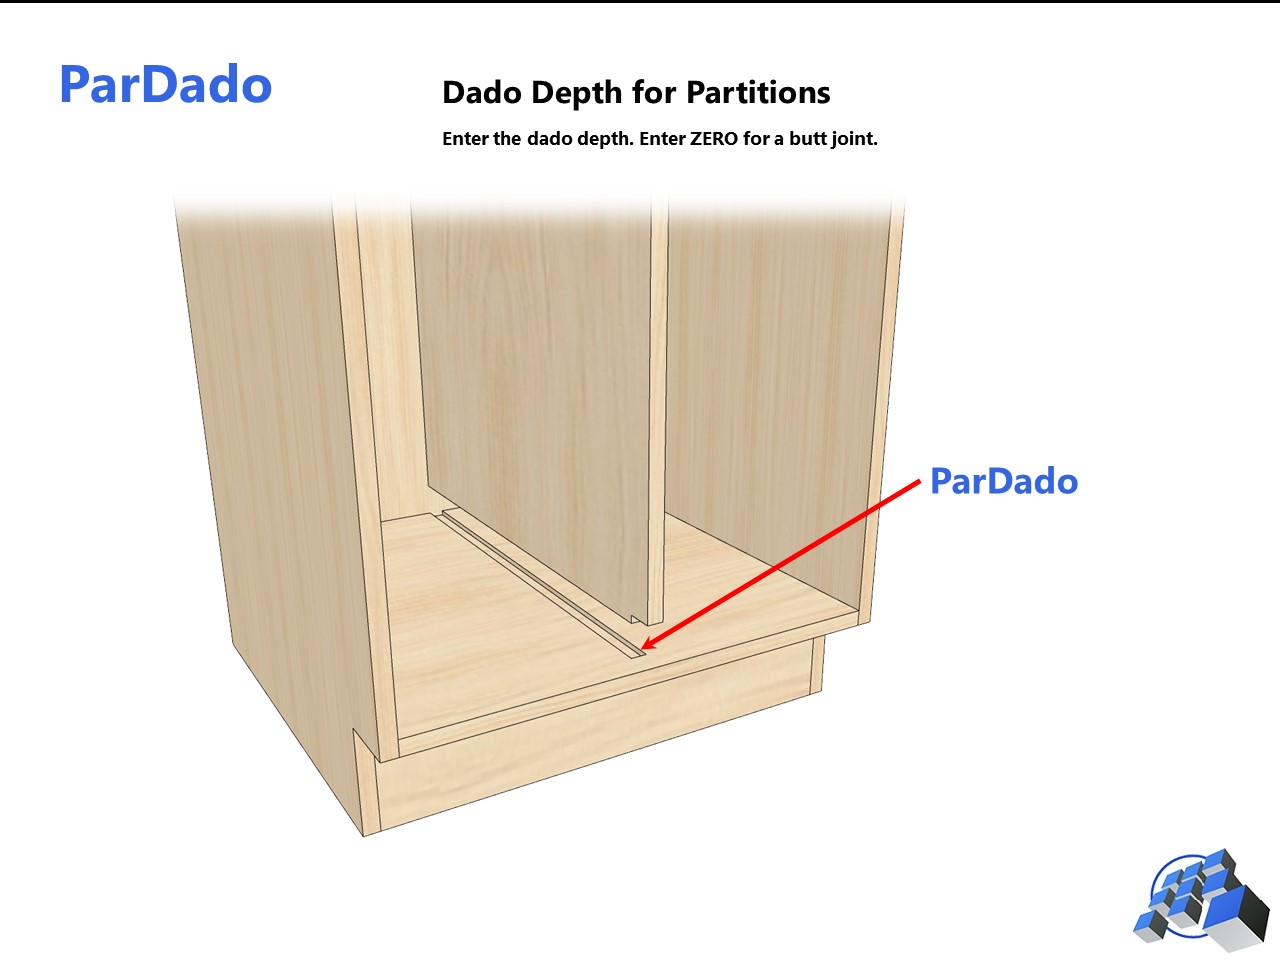 ParDado
Dado Depth for Partitions
Enter the dado depth. Enter ZERO for a butt joint.
ParDado